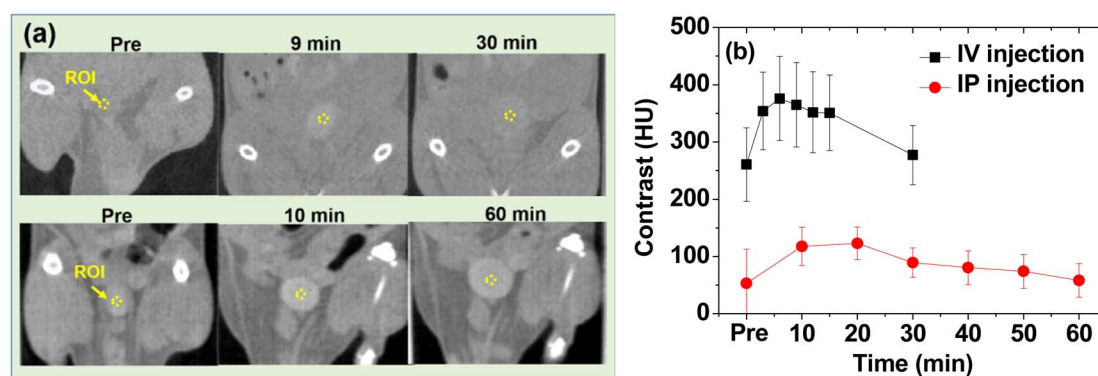 (a)
Pre
9 min
30 min
ROI
Pre
10 min
60 min
ROI
(b)
IV injection
IP injection
Contrast (HU)
500
400
300
200
100
0
Pre
10
20
30
40
50
60
Time (min)